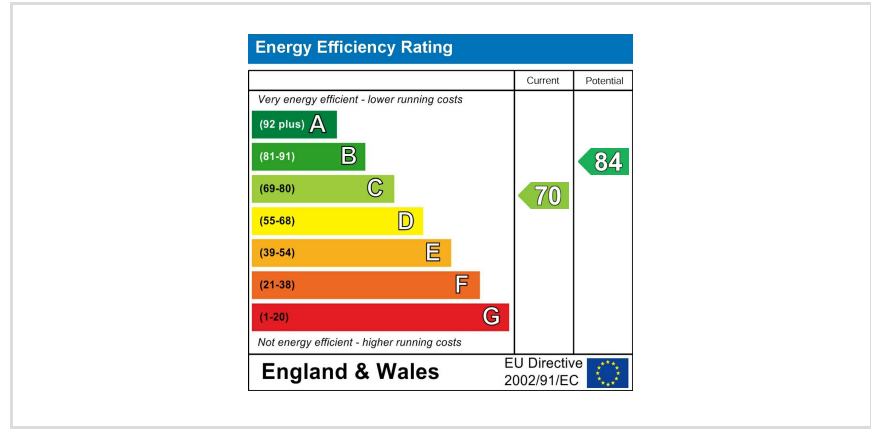 Energy Efficiency Rating
Current Potential
Very energy efficient - lower running costs
(92 plus) A
(81-91) B
84
(69-80) C
70
(55-68) D
(39-54) E
(21-38) F
(1-20) G
Not energy efficient - higher running costs
England & Wales
EU Directive
2002/91/EC